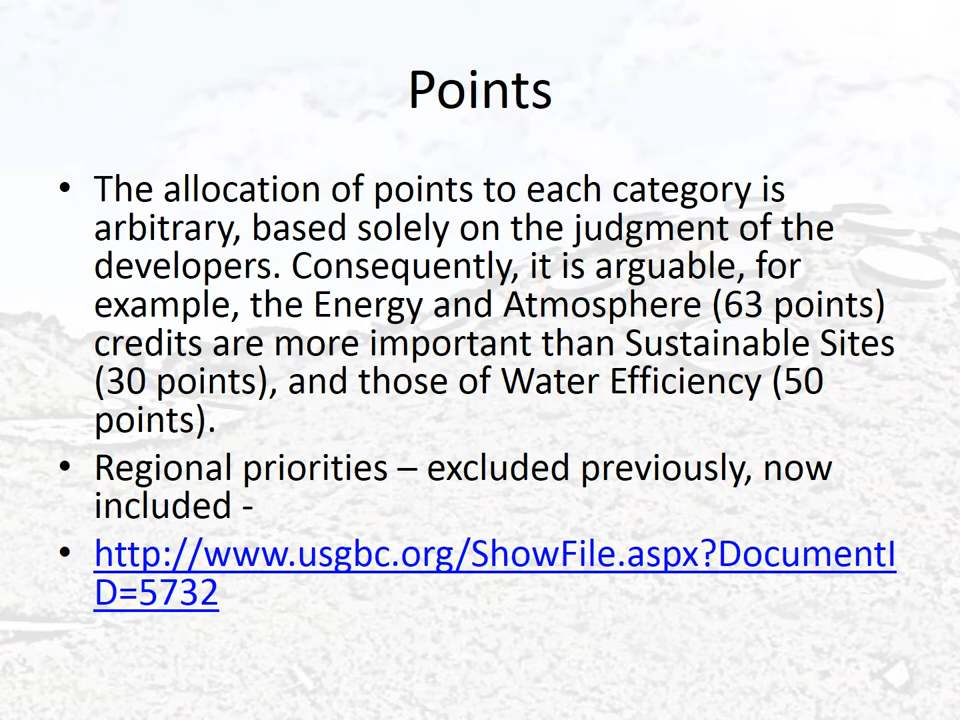 Points
• The allocation of points to each category is
arbitrary, based solely on the judgment of the
developers. Consequently, it is arguable, for
example, the Energy and Atmosphere (63 points)
credits are more important than Sustainable Sites
(30 points), and those of Water Efficiency (50
points).
• Regional priorities – excluded previously, now
included -
• http://www.usgbc.org/ShowFile.aspx?DocumentI
D=5732